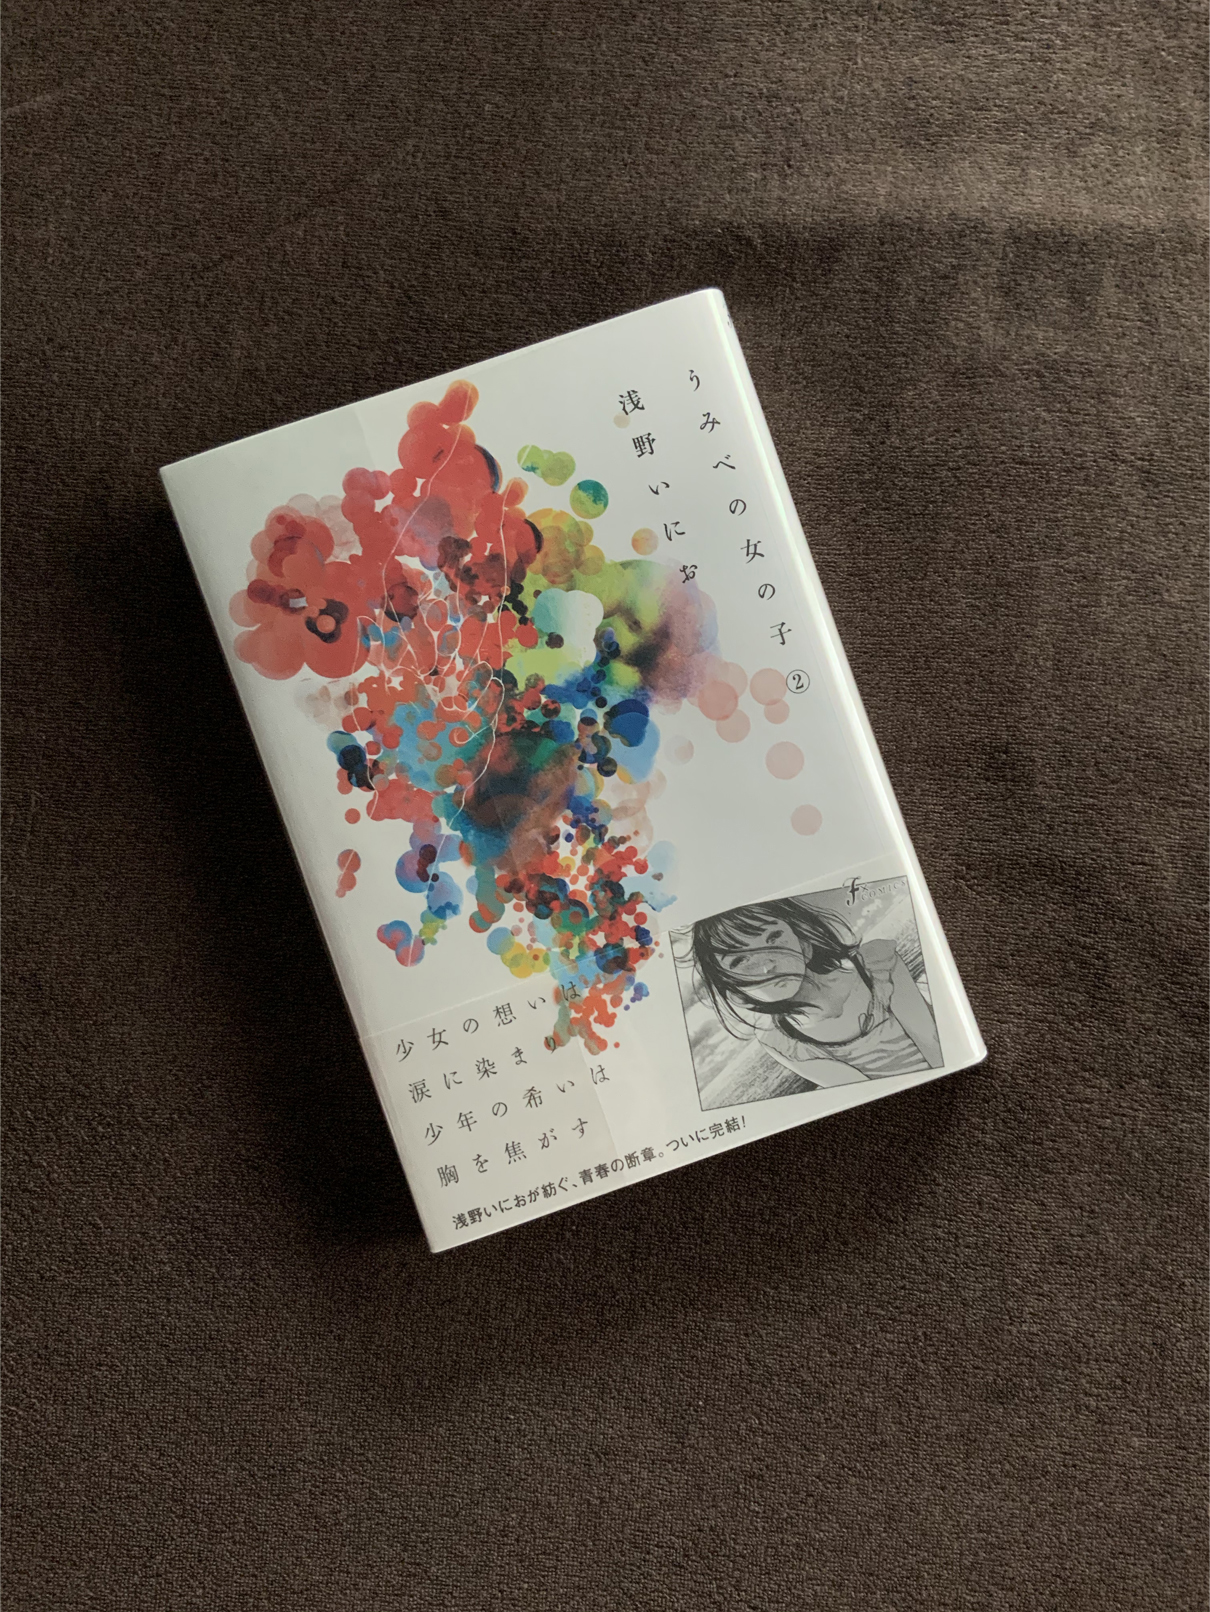 うみべの女の子②
浅野いにお
F×COMICS
少女の想いは
涙に染まり
少年の希いは
胸を焦がす
浅野いにおが紡ぐ、青春の断章。ついに完結!